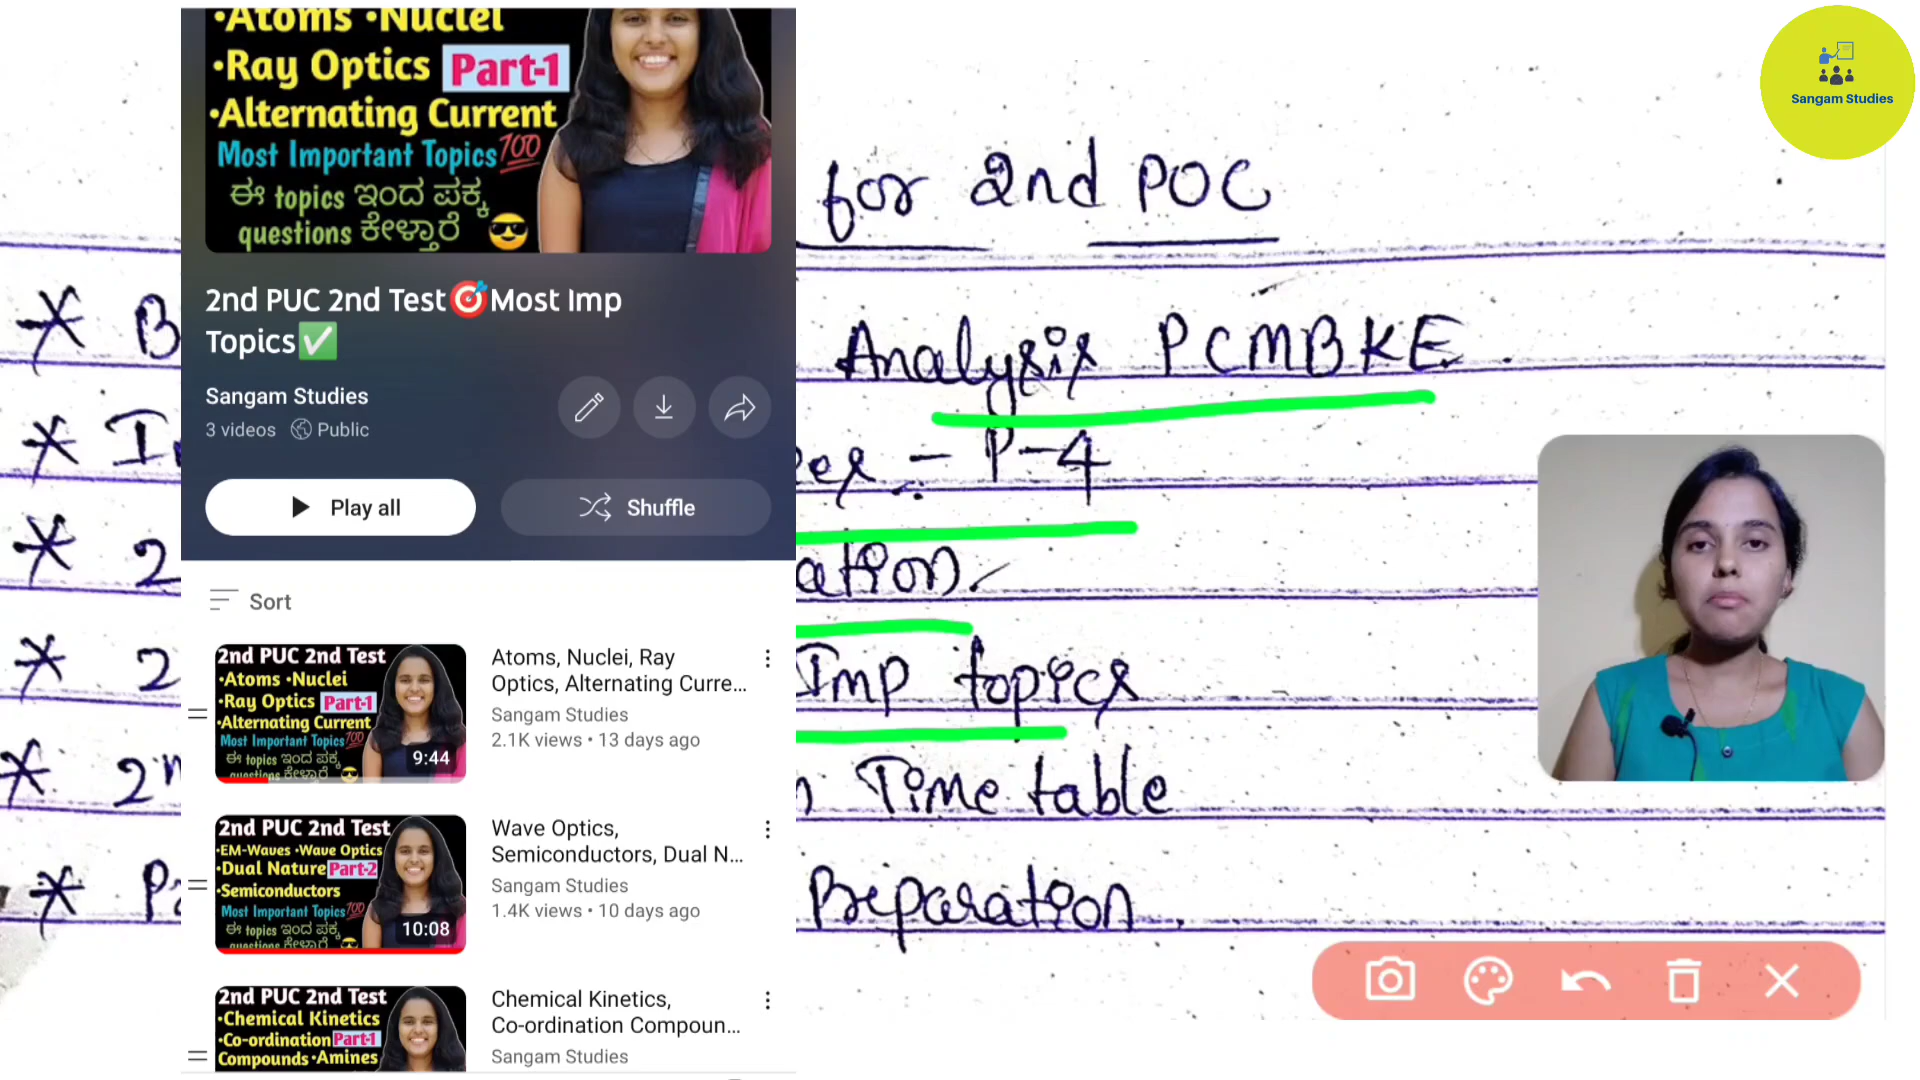 •Atoms •Nuclei
•Ray Optics Part-1
•Alternating Current
Most Important Topics 💯
ಈ topics ಇಂದ ಪಕ್ಕ
questions ಕೇಳ್ತಾರೆ 😎
2nd PUC 2nd Test🎯Most Imp
Topics✅
Sangam Studies
3 videos Public
Play all
Shuffle
Sort
2nd PUC 2nd Test
•Atoms •Nuclei
•Ray Optics Part-1
•Alternating Current
Most Important Topics 💯
ಈ topics ಇಂದ ಪಕ್ಕ
questions ಕೇಳ್ತಾರೆ
9:44
Atoms, Nuclei, Ray
Optics, Alternating Curre...
Sangam Studies
2.1K views • 13 days ago
2nd PUC 2nd Test
•EM-Waves •Wave Optics
•Dual Nature Part-2
•Semiconductors
Most Important Topics 💯
ಈ topics ಇಂದ ಪಕ್ಕ
questions ಕೇಳ್ತಾರೆ
10:08
Wave Optics,
Semiconductors, Dual N...
Sangam Studies
1.4K views • 10 days ago
2nd PUC 2nd Test
•Chemical Kinetics
•Co-ordination Part-1
Compounds •Amines
Chemical Kinetics,
Co-ordination Compoun...
Sangam Studies
for 2nd PUC
* B
Analysis PCMBKE.
* I
- P-4
* 2
* 2
Imp topics
* 2n
Time table
* P
Preparation.
Sangam Studies